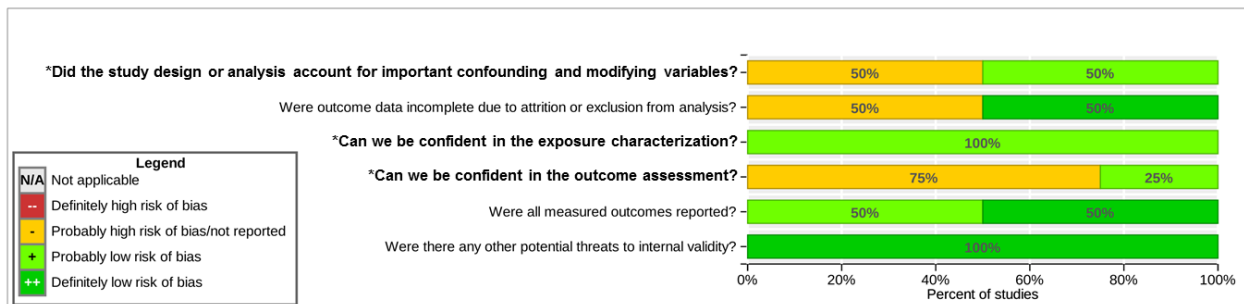 *Did the study design or analysis account for important confounding and modifying variables?
50% 50%
Were outcome data incomplete due to attrition or exclusion from analysis?
50% 50%
*Can we be confident in the exposure characterization?
100%
*Can we be confident in the outcome assessment?
75% 25%
Were all measured outcomes reported?
50% 50%
Were there any other potential threats to internal validity?
100%
0% 20% 40% 60% 80% 100%
Percent of studies
Legend
N/A Not applicable
-- Definitely high risk of bias
- Probably high risk of bias/not reported
+ Probably low risk of bias
++ Definitely low risk of bias